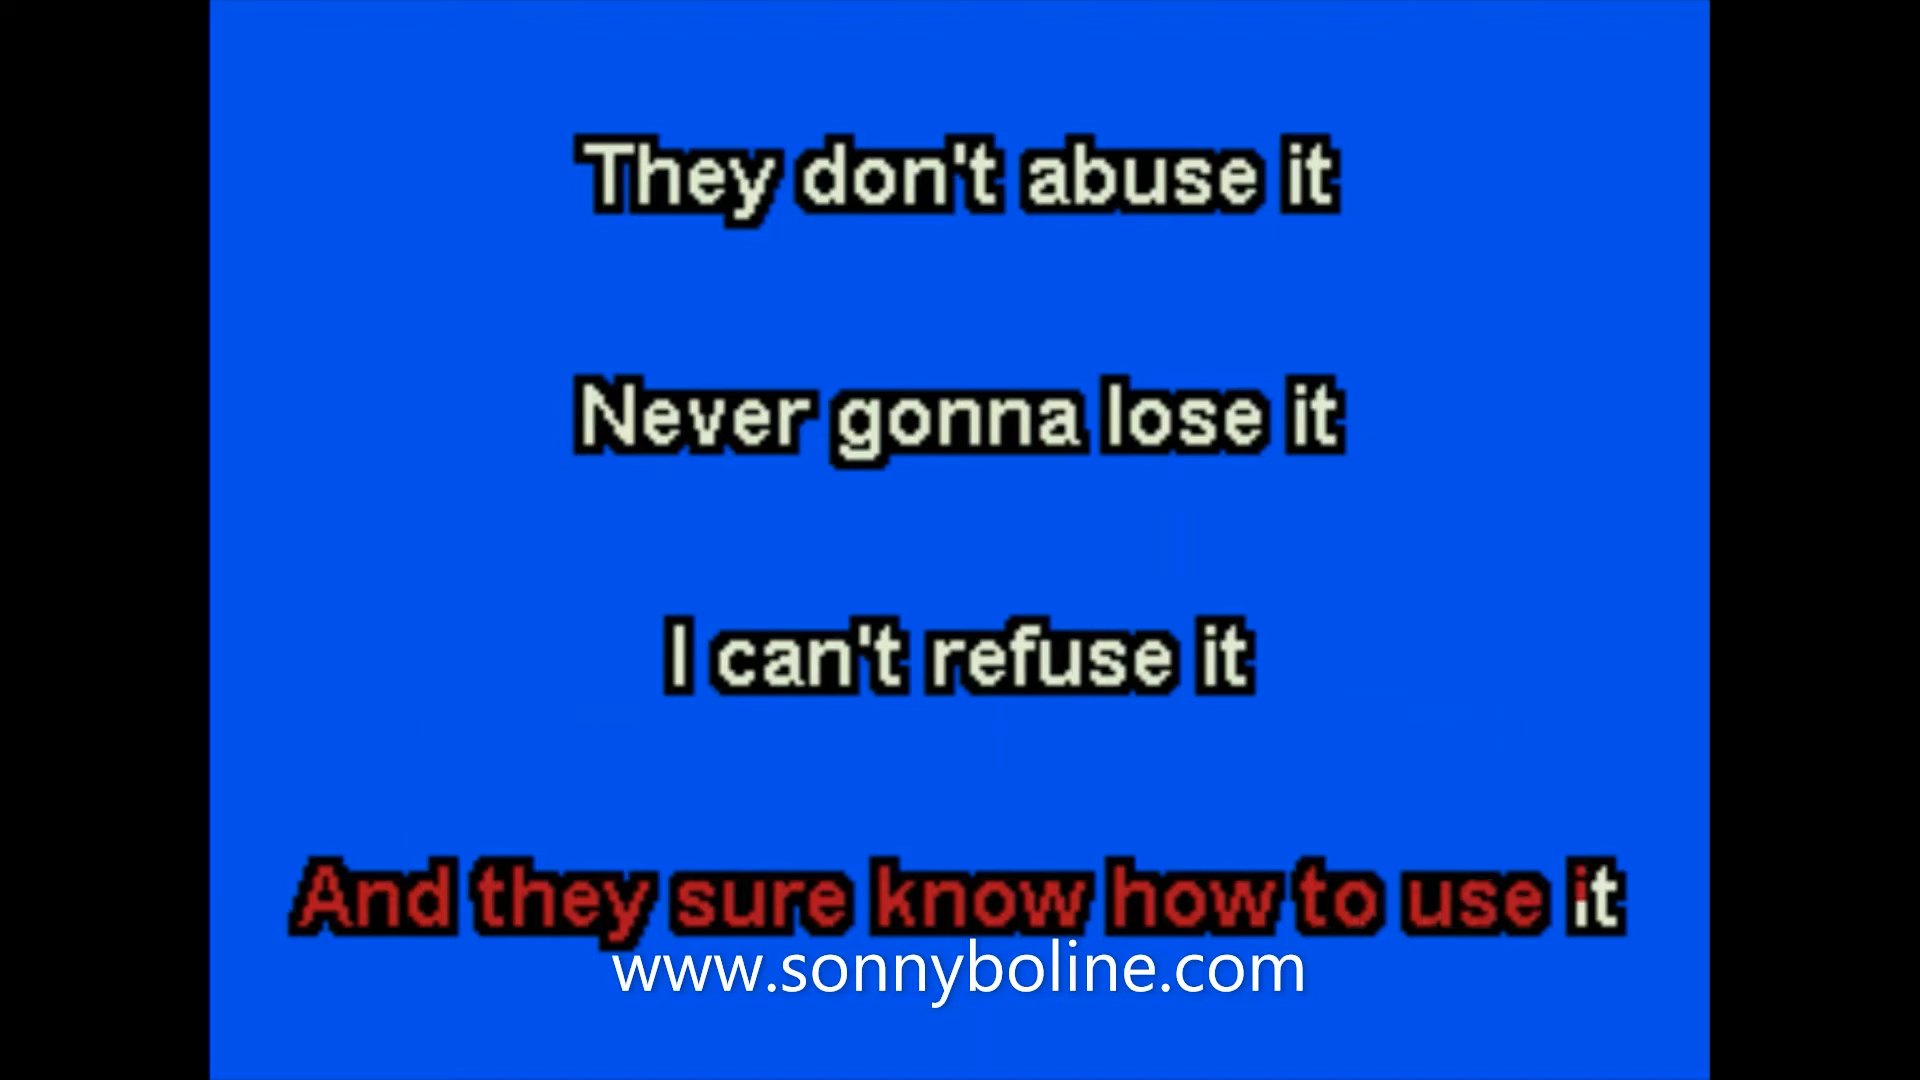 They don't abuse it
Never gonna lose it
I can't refuse it
And they sure know how to use it
www.sonnyboline.com